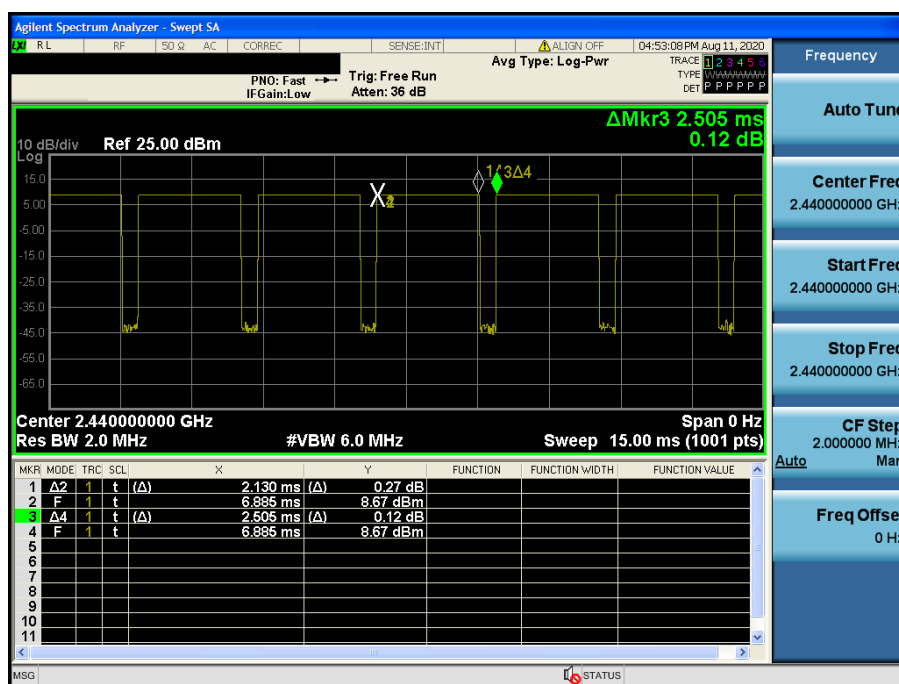 Agilent Spectrum Analyzer - Swept SA
LXI RL RF 50 Ω AC CORREC SENSE:INT ALIGN OFF 04:53:08 PM Aug 11, 2020
Avg Type: Log-Pwr
TRACE 1 2 3 4 5 6
TYPE
DET P P P P P P
PNO: Fast
IFGain:Low
Trig: Free Run
Atten: 36 dB
ΔMkr3 2.505 ms
0.12 dB
10 dB/div Ref 25.00 dBm
Log
15.0
5.00
-5.00
-15.0
-25.0
-35.0
-45.0
-55.0
-65.0
3Δ4
Center 2.440000000 GHz Span 0 Hz
Res BW 2.0 MHz #VBW 6.0 MHz Sweep 15.00 ms (1001 pts)
MKR MODE TRC SCL X Y FUNCTION FUNCTION WIDTH FUNCTION VALUE
1 Δ2 1 t (Δ) 2.130 ms (Δ) 0.27 dB
2 F 1 t 6.885 ms 8.67 dBm
3 Δ4 1 t (Δ) 2.505 ms (Δ) 0.12 dB
4 F 1 t 6.885 ms 8.67 dBm
5
6
7
8
9
10
11
MSG STATUS
Frequency
Auto Tune
Center Freq
2.440000000 GHz
Start Freq
2.440000000 GHz
Stop Freq
2.440000000 GHz
CF Step
2.000000 MHz
Auto Man
Freq Offset
0 Hz